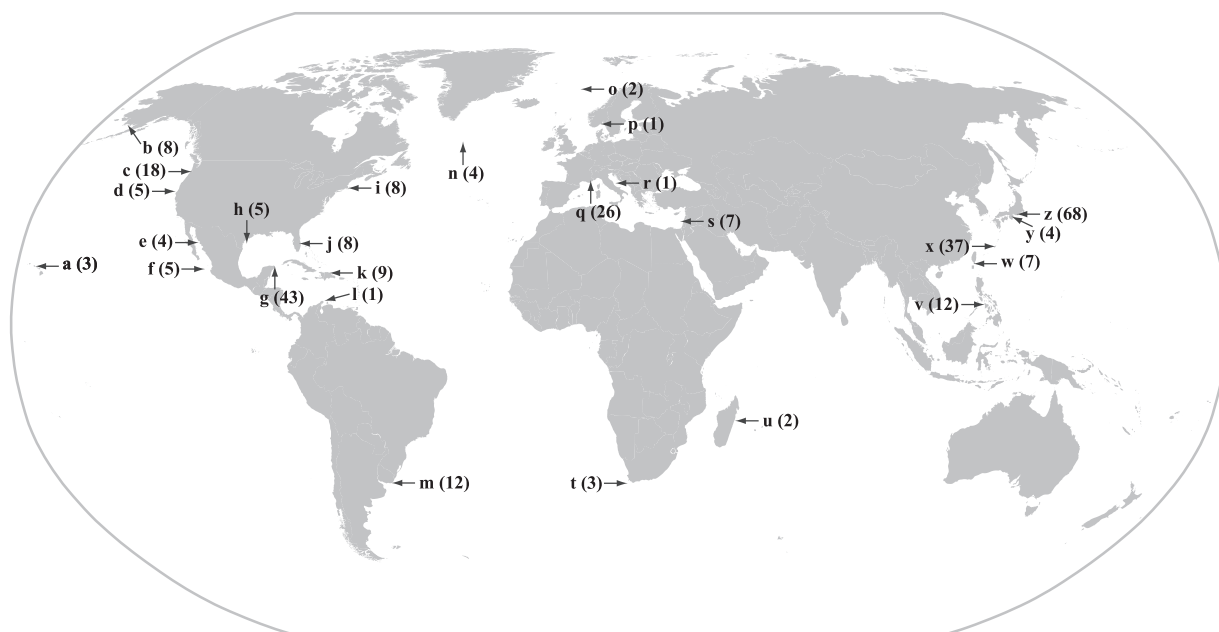 o (2)
p (1)
b (8)
c (18)
n (4)
d (5)
i (8)
r (1)
h (5)
q (26)
s (7)
z (68)
y (4)
e (4)
j (8)
x (37)
a (3)
f (5)
k (9)
w (7)
g (43)
l (1)
v (12)
u (2)
m (12)
t (3)